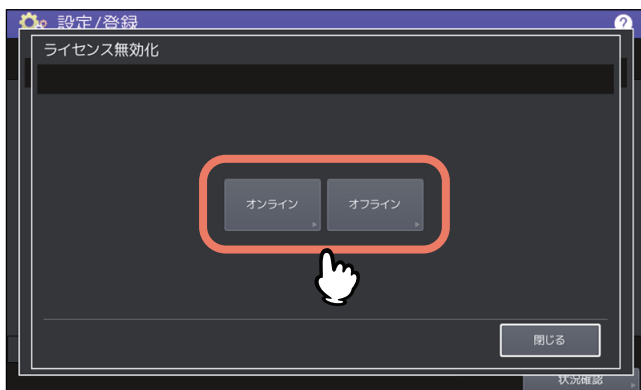 設定/登録
?
ライセンス無効化
オンライン
オフライン
閉じる
状況確認